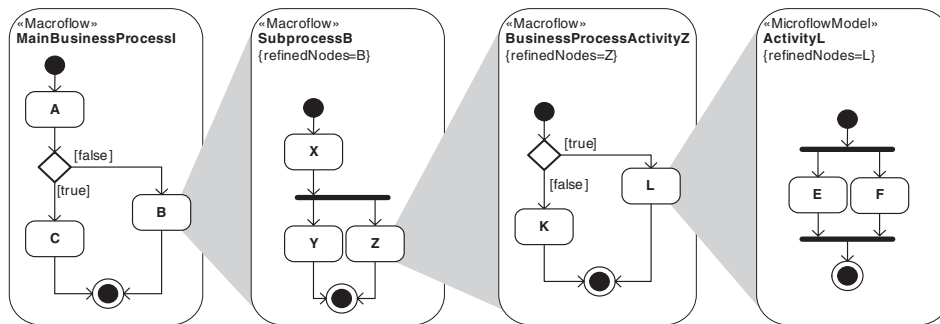 «Macroflow»
MainBusinessProcessI
A
[false]
[true]
B
C
«Macroflow»
SubprocessB
{refinedNodes=B}
X
Y
Z
«Macroflow»
BusinessProcessActivityZ
{refinedNodes=Z}
[true]
[false]
L
K
«MicroflowModel»
ActivityL
{refinedNodes=L}
E
F